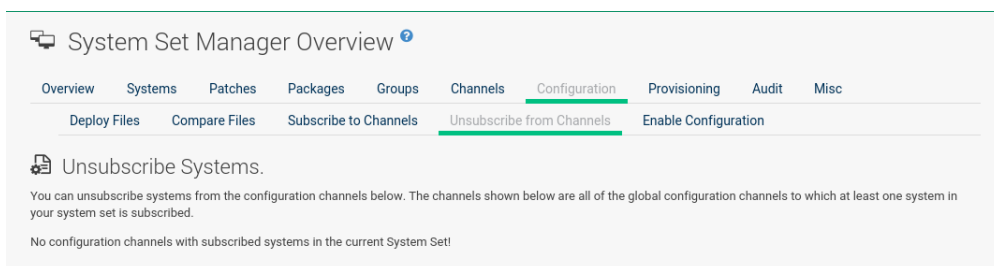 System Set Manager Overview ?
Overview Systems Patches Packages Groups Channels Configuration Provisioning Audit Misc
Deploy Files Compare Files Subscribe to Channels Unsubscribe from Channels Enable Configuration
Unsubscribe Systems.
You can unsubscribe systems from the configuration channels below. The channels shown below are all of the global configuration channels to which at least one system in
your system set is subscribed.
No configuration channels with subscribed systems in the current System Set!